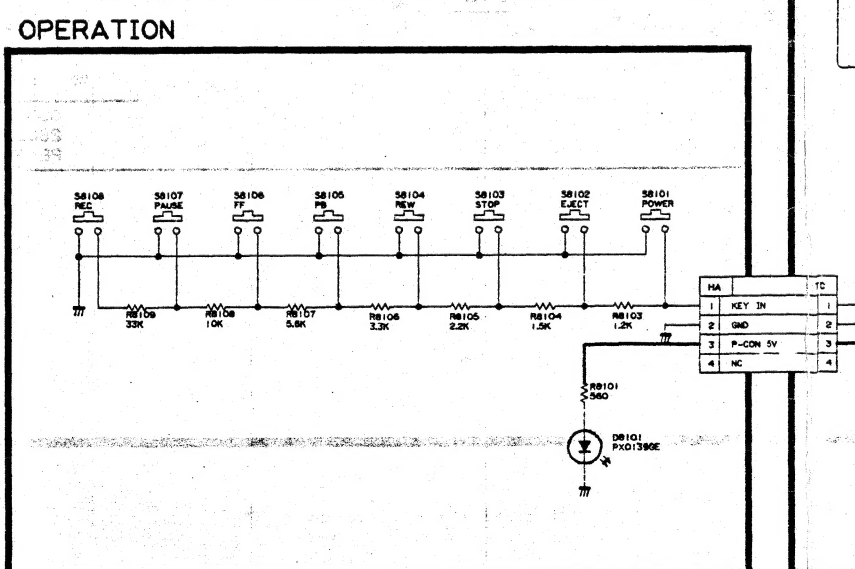 OPERATION
S8108
REC
S8107
PAUSE
S8106
FF
S8105
PB
S8104
REW
S8103
STOP
S8102
EJECT
S8101
POWER
R8109
33K
R8108
10K
R8107
5.6K
R8106
3.3K
R8105
2.2K
R8104
1.5K
R8103
1.2K
HA TC
1 KEY IN 1
2 GND 2
3 P-CON 5V 3
4 NC 4
R8101
560
D8101